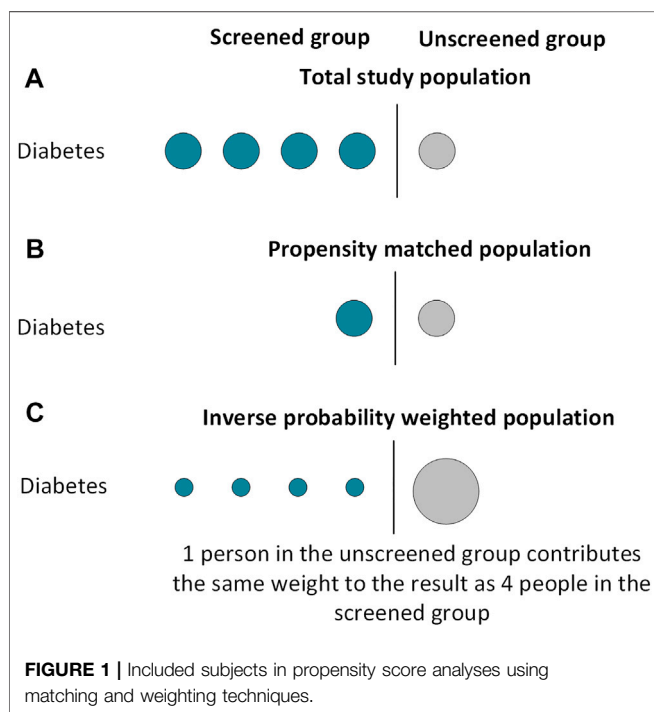 Screened group Unscreened group
A Total study population
Diabetes
B Propensity matched population
Diabetes
C Inverse probability weighted population
Diabetes
1 person in the unscreened group contributes
the same weight to the result as 4 people in the
screened group
FIGURE 1 | Included subjects in propensity score analyses using
matching and weighting techniques.